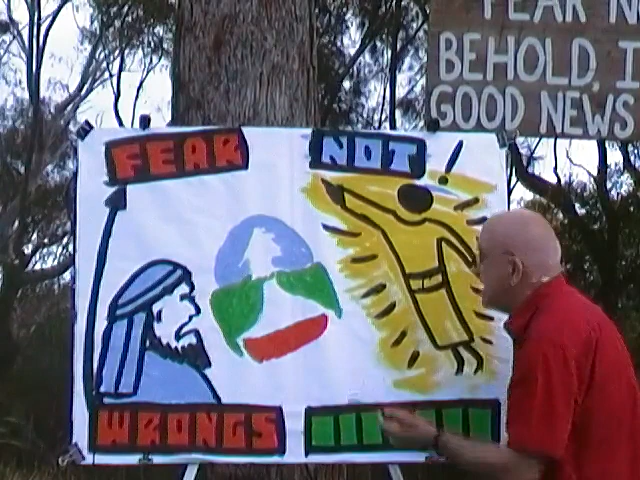 FEAR N
BEHOLD, I
GOOD NEWS
FEAR NOT!
WRONGS